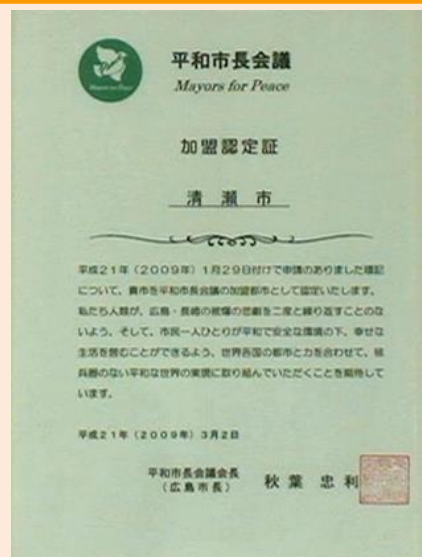 平和市長会議
Mayors for Peace
加盟認定証
清瀬市
平成21年(2009年)1月29日付けで申請のありました標記
について、貴市を平和市長会議の加盟都市として認定いたします。
私たち人類が、広島・長崎の被爆の悲劇を二度と繰り返すことのな
いよう、そして、市民一人ひとりが平和で安全な環境の下、幸せな
生活を営むことができるよう、世界各国の都市と力を合わせて、核
兵器のない平和な世界の実現に取り組んでいただくことを期待して
います。
平成21年(2009年)3月2日
平和市長会議会長
(広島市長)
秋葉忠利